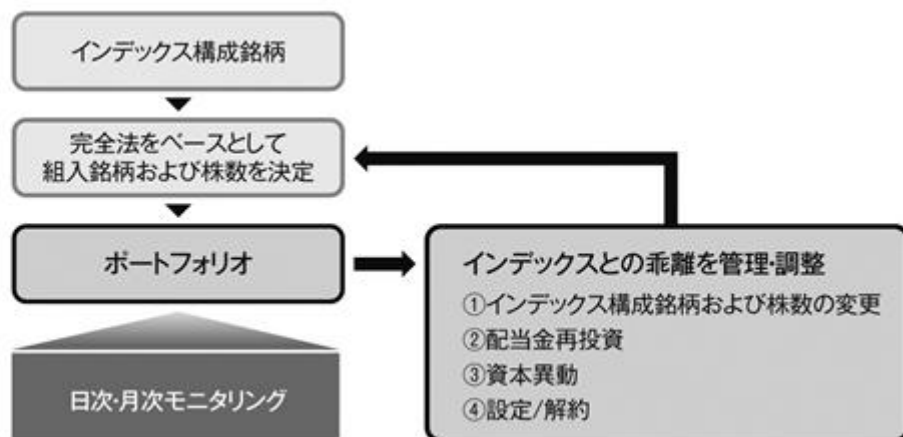 インデックス構成銘柄
完全法をベースとして
組入銘柄および株数を決定
ポートフォリオ
日次・月次モニタリング
インデックスとの乖離を管理・調整
①インデックス構成銘柄および株数の変更
②配当金再投資
③資本異動
④設定/解約